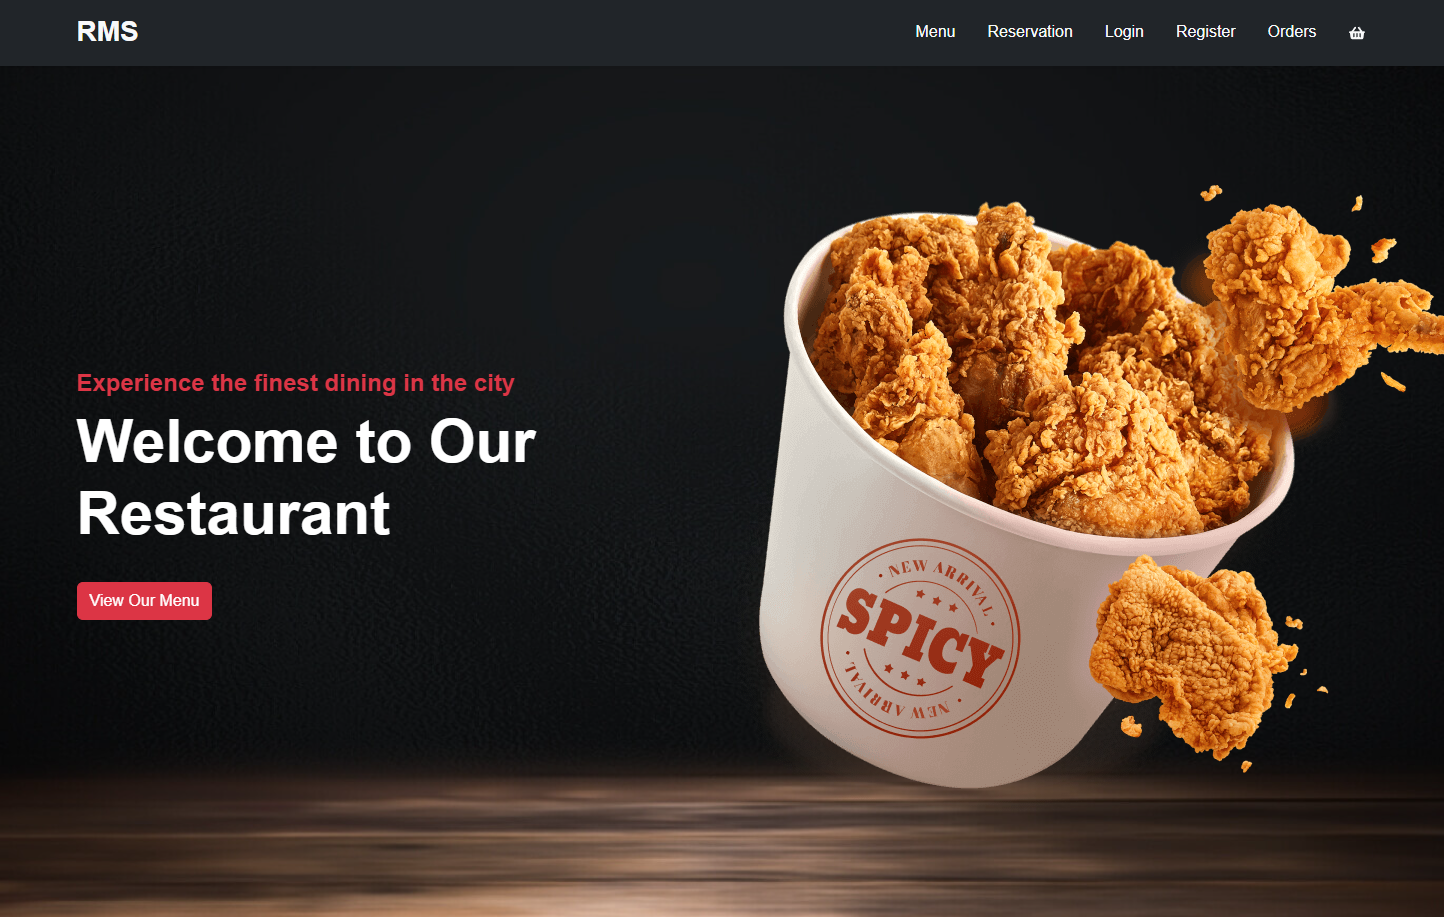 RMS
Menu Reservation Login Register Orders
Experience the finest dining in the city
Welcome to Our
Restaurant
View Our Menu
• NEW ARRIVAL •
SPICY
• NEW ARRIVAL •